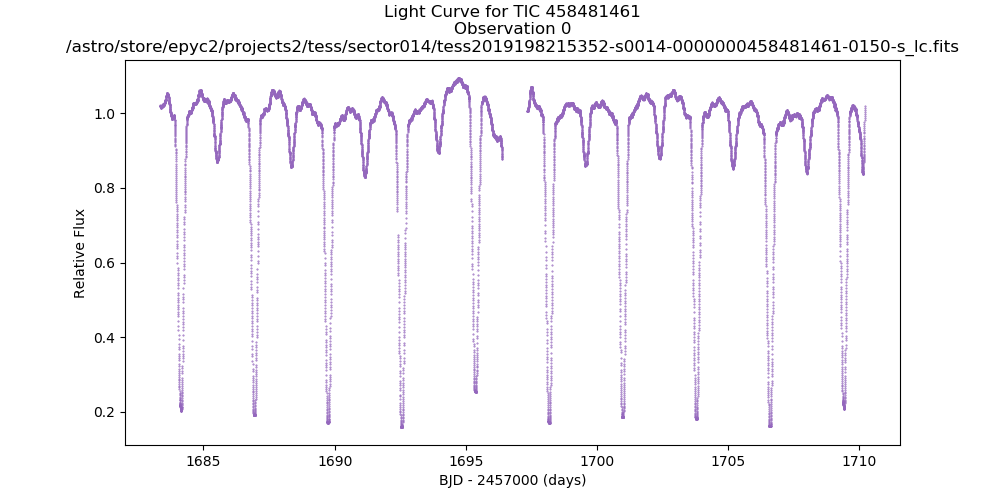 Light Curve for TIC 458481461
Observation 0
/astro/store/epyc2/projects2/tess/sector014/tess2019198215352-s0014-0000000458481461-0150-s_lc.fits
Relative Flux
1.0
0.8
0.6
0.4
0.2
1685
1690
1695
1700
1705
1710
BJD - 2457000 (days)